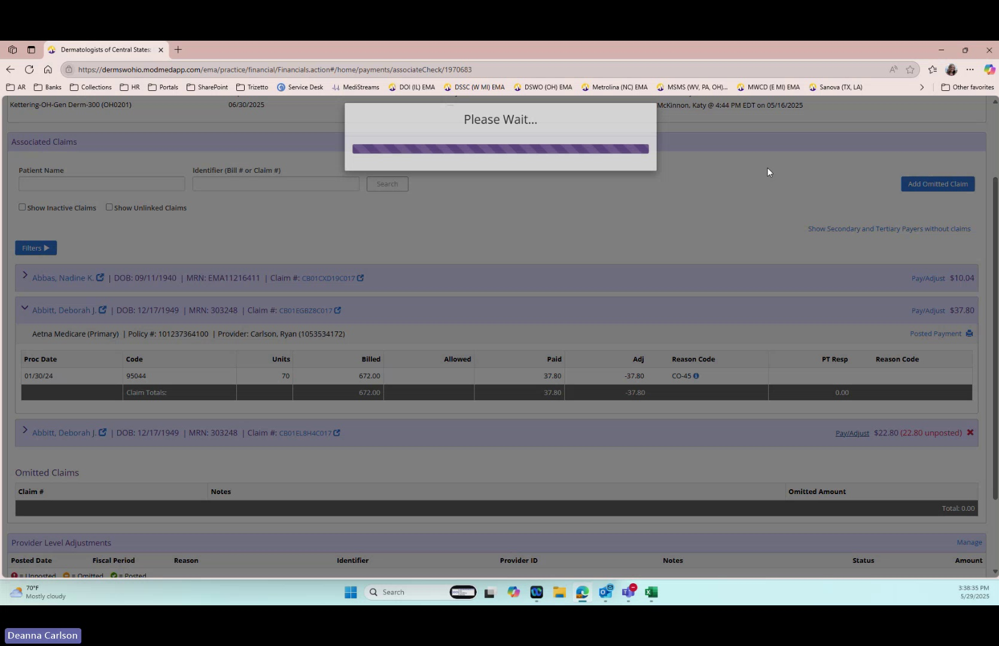 Dermatologists of Central States:
https://dermswohio.modmedapp.com/ema/practice/financial/Financials.action#/home/payments/associateCheck/1970683
AR Banks Collections HR Portals SharePoint Trizetto Service Desk MediStreams DOI (IL) EMA DSSC (W MI) EMA DSWO (OH) EMA Metrolina (NC) EMA MSMS (WV, PA, OH)... MWCD (E MI) EMA Sanova (TX, LA) Other favorites
Kettering-OH-Gen Derm-300 (OH0201) 06/30/2025 McKinnon, Katy @ 4:44 PM EDT on 05/16/2025
Please Wait...
Associated Claims
Patient Name Identifier (Bill # or Claim #)
Search Add Omitted Claim
Show Inactive Claims Show Unlinked Claims
Show Secondary and Tertiary Payers without claims
Filters
Abbas, Nadine K. | DOB: 09/11/1940 | MRN: EMA11216411 | Claim #: CB01CXD19C017 Pay/Adjust $10.04
Abbitt, Deborah J. | DOB: 12/17/1949 | MRN: 303248 | Claim #: CB01EGBZ8C017 Pay/Adjust $37.80
Aetna Medicare (Primary) | Policy #: 101237364100 | Provider: Carlson, Ryan (1053534172) Posted Payment
Proc Date Code Units Billed Allowed Paid Adj Reason Code PT Resp Reason Code
01/30/24 95044 70 672.00 37.80 -37.80 CO-45
Claim Totals: 672.00 37.80 -37.80 0.00
Abbitt, Deborah J. | DOB: 12/17/1949 | MRN: 303248 | Claim #: CB01EL8H4C017 Pay/Adjust $22.80 (22.80 unposted)
Omitted Claims
Claim # Notes Omitted Amount
Total: 0.00
Provider Level Adjustments Manage
Posted Date Fiscal Period Reason Identifier Provider ID Notes Status Amount
= Unposted = Omitted = Posted
70°F
Mostly cloudy
Search
3:38:35 PM
5/29/2025
Deanna Carlson